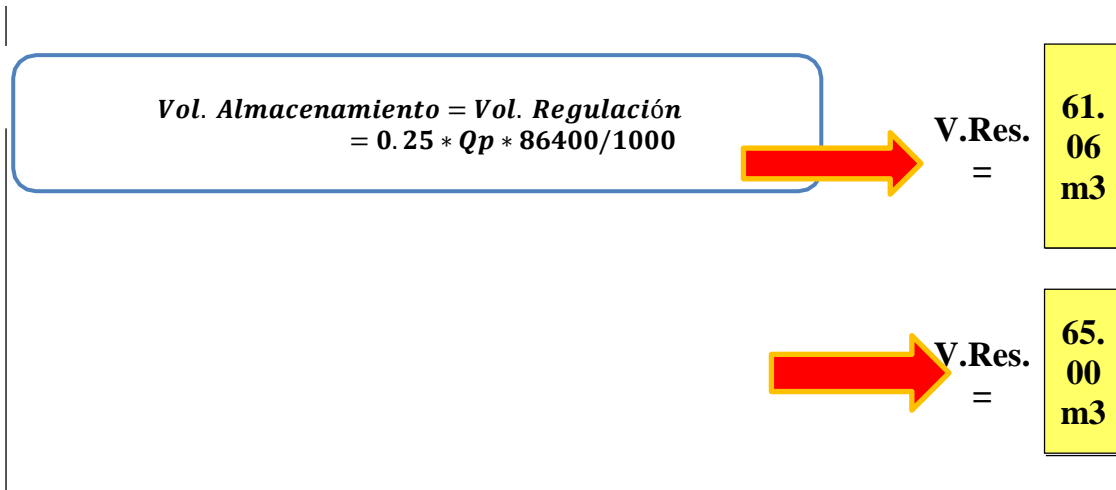 Vol. Almacenamiento = Vol. Regulación
= 0.25 * Qp * 86400/1000
V.Res.
=
61.
06
m3
V.Res.
=
65.
00
m3